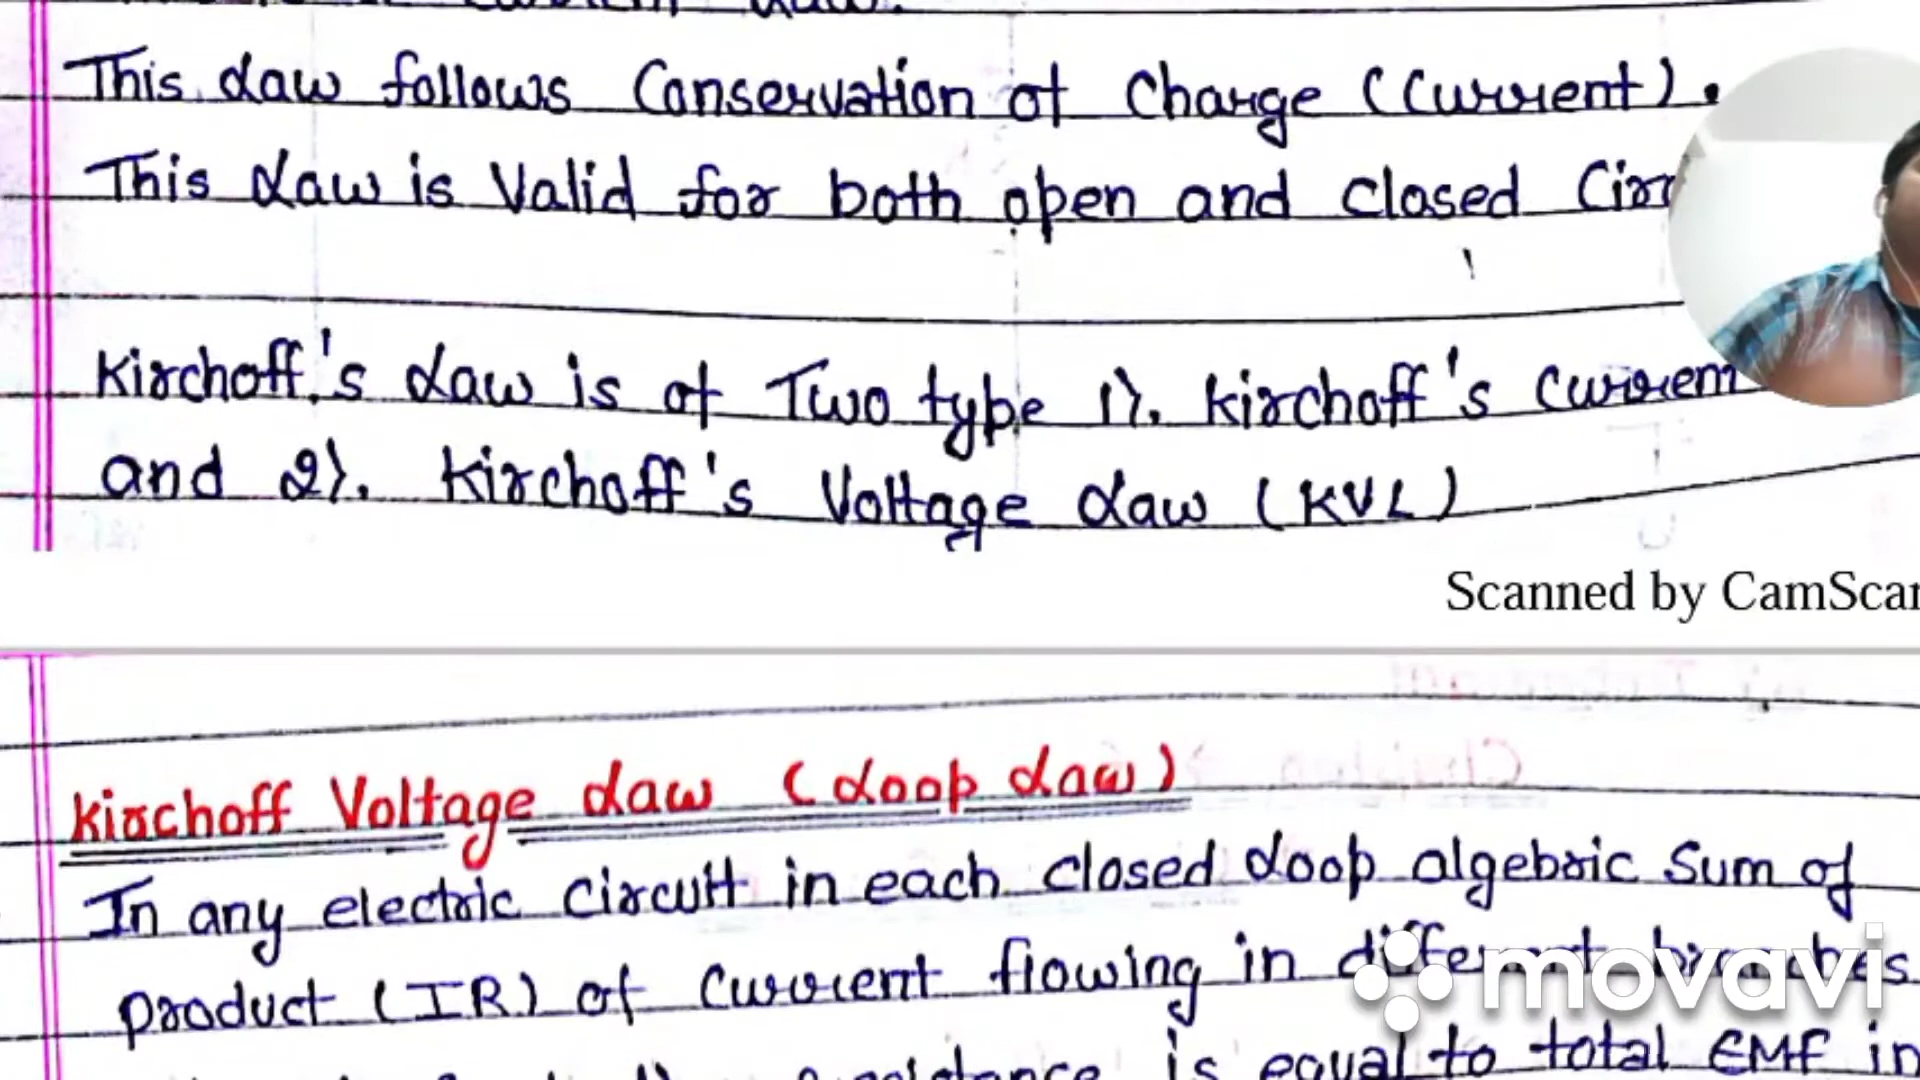 This Law follows Conservation of Charge (Current).
This Law is Valid for both open and Closed
Kirchoff's Law is of Two type 1). Kirchoff's
and 2). Kirchoff's Voltage Law (KVL)
Scanned by CamScan
Kirchoff Voltage Law (Loop Law)
In any electric circuit in each closed Loop algebric Sum of
product (IR) of Current flowing in different branches
is equal to total EMF in
movavi